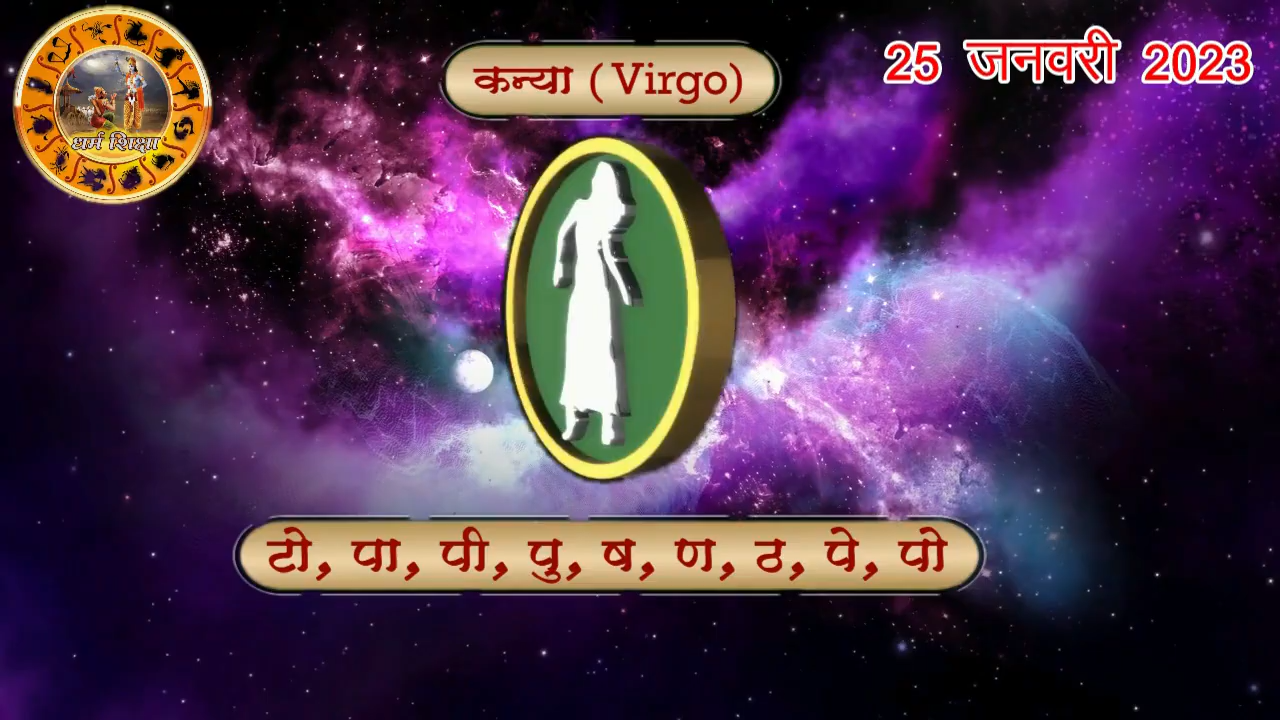 धर्म शिक्षा
कन्या (Virgo)
25 जनवरी 2023
टो, पा, पी, पु, ष, ण, ठ, पे, पो